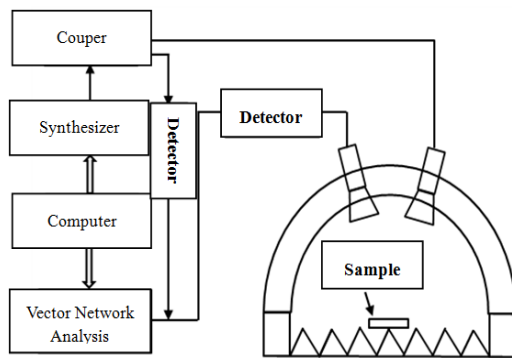 Couper
Synthesizer
Detector
Detector
Computer
Sample
Vector Network
Analysis